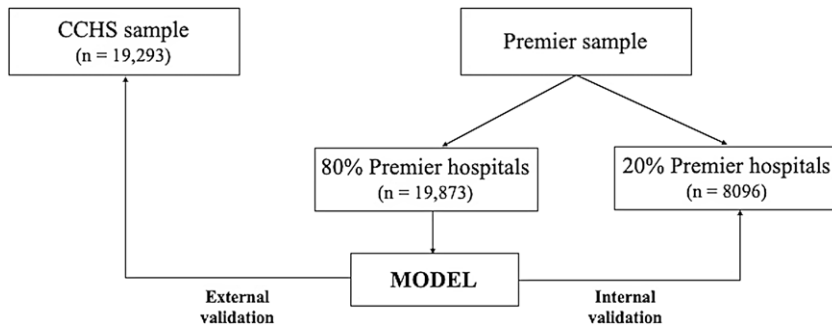 CCHS sample
(n = 19,293)
Premier sample
80% Premier hospitals
(n = 19,873)
20% Premier hospitals
(n = 8096)
MODEL
External
validation
Internal
validation